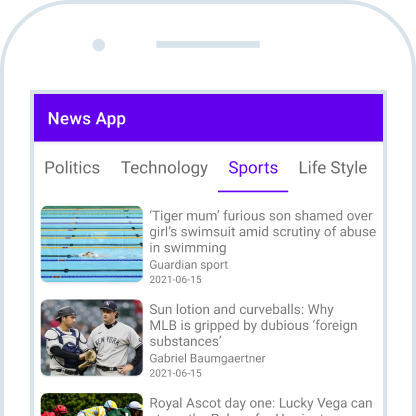 News App
Politics Technology Sports Life Style
‘Tiger mum’ furious son shamed over
girl’s swimsuit amid scrutiny of abuse
in swimming
Guardian sport
2021-06-15
Sun lotion and curveballs: Why
MLB is gripped by dubious ‘foreign
substances’
Gabriel Baumgaertner
2021-06-15
NEW YORK
Royal Ascot day one: Lucky Vega can